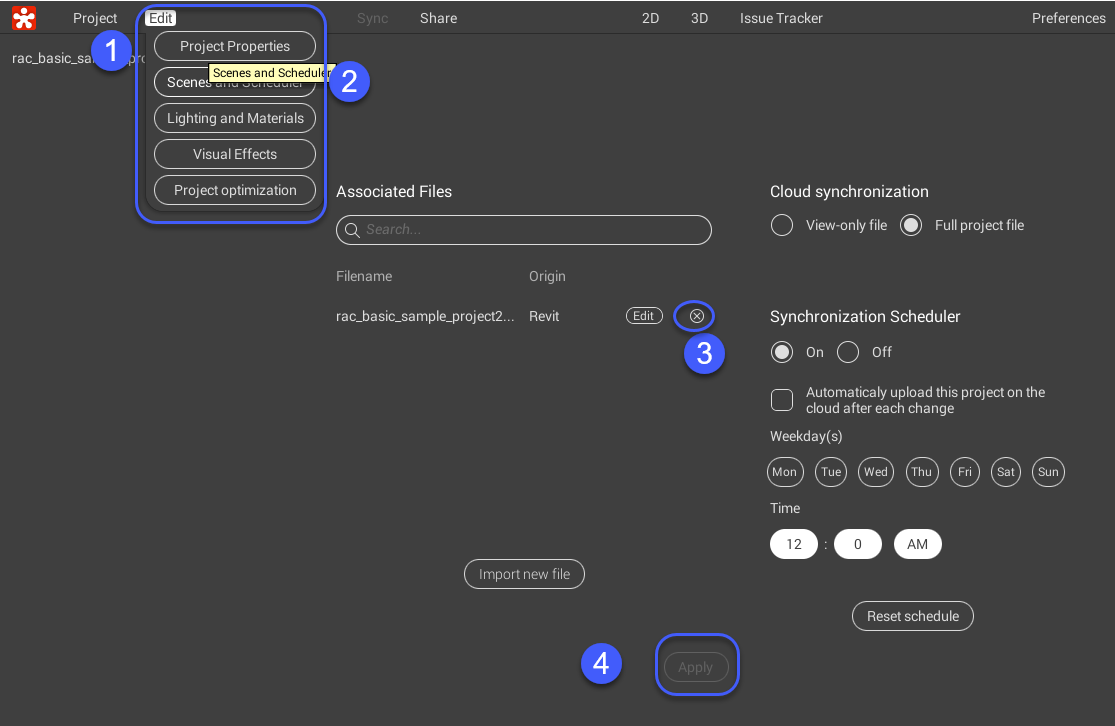 Project Edit Sync Share 2D 3D Issue Tracker Preferences
1
rac_basic_sam pro
Project Properties
Scenes and Scheduler
Scenes and Scheduler
2
Lighting and Materials
Visual Effects
Project optimization
Associated Files
Search...
Filename Origin
rac_basic_sample_project2... Revit Edit
3
Import new file
4
Apply
Cloud synchronization
View-only file Full project file
Synchronization Scheduler
On Off
Automaticaly upload this project on the
cloud after each change
Weekday(s)
Mon Tue Wed Thu Fri Sat Sun
Time
12 : 0 AM
Reset schedule